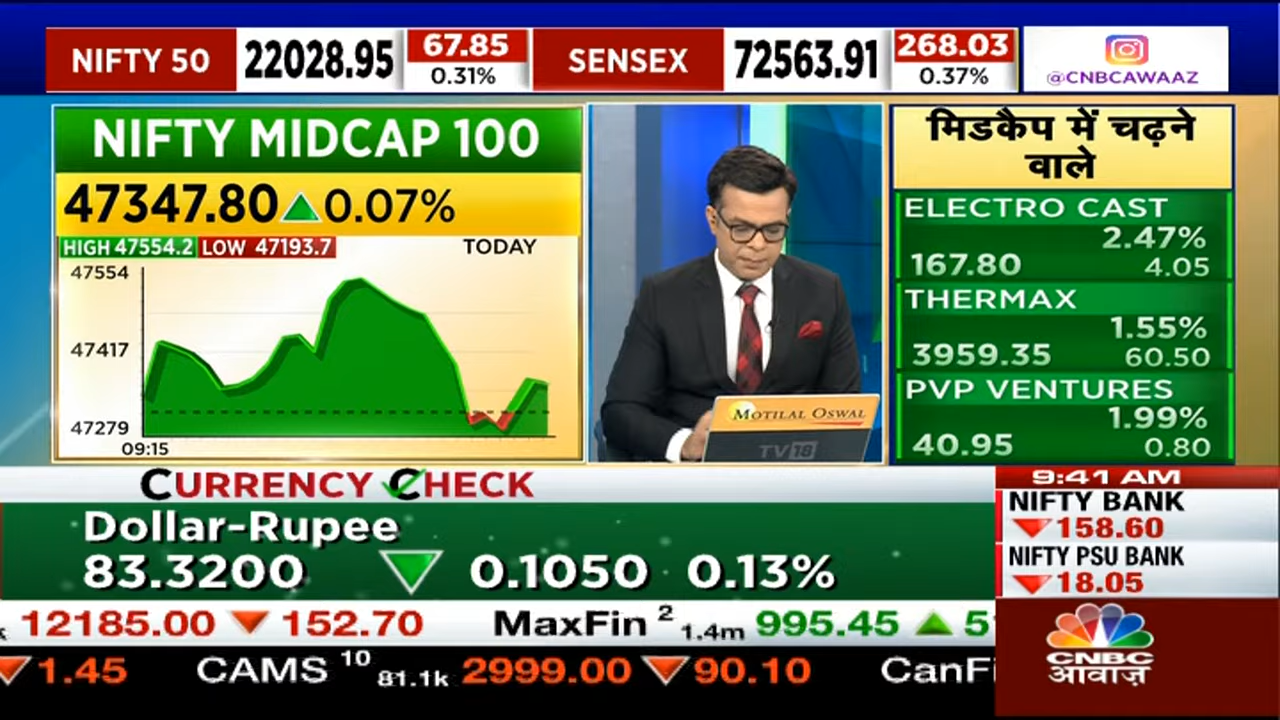 NIFTY 50 22028.95 67.85 SENSEX 72563.91 268.03
0.31% 0.37% @CNBCAWAAZ
NIFTY MIDCAP 100
47347.80 0.07%
HIGH 47554.2 LOW 47193.7 TODAY
47554
47417
47279
09:15
MOTILAL OSWAL
TV18
मिडकैप में चढ़ने
वाले
ELECTRO CAST
2.47%
167.80 4.05
THERMAX
1.55%
3959.35 60.50
PVP VENTURES
1.99%
40.95 0.80
CURRENCY CHECK
Dollar-Rupee
83.3200 0.1050 0.13%
9:41 AM
NIFTY BANK
158.60
NIFTY PSU BANK
18.05
12185.00 152.70 MaxFin 2 1.4m 995.45
1.45 CAMS 10 81.1k 2999.00 90.10 CanFi
CNBC
आवाज़